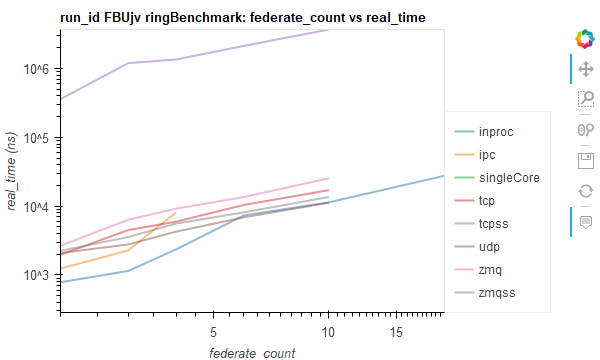 run_id FBUjv ringBenchmark: federate_count vs real_time
real_time (ns)
10^6
10^5
10^4
10^3
5
10
15
federate_count
inproc
ipc
singleCore
tcp
tcpss
udp
zmq
zmqss